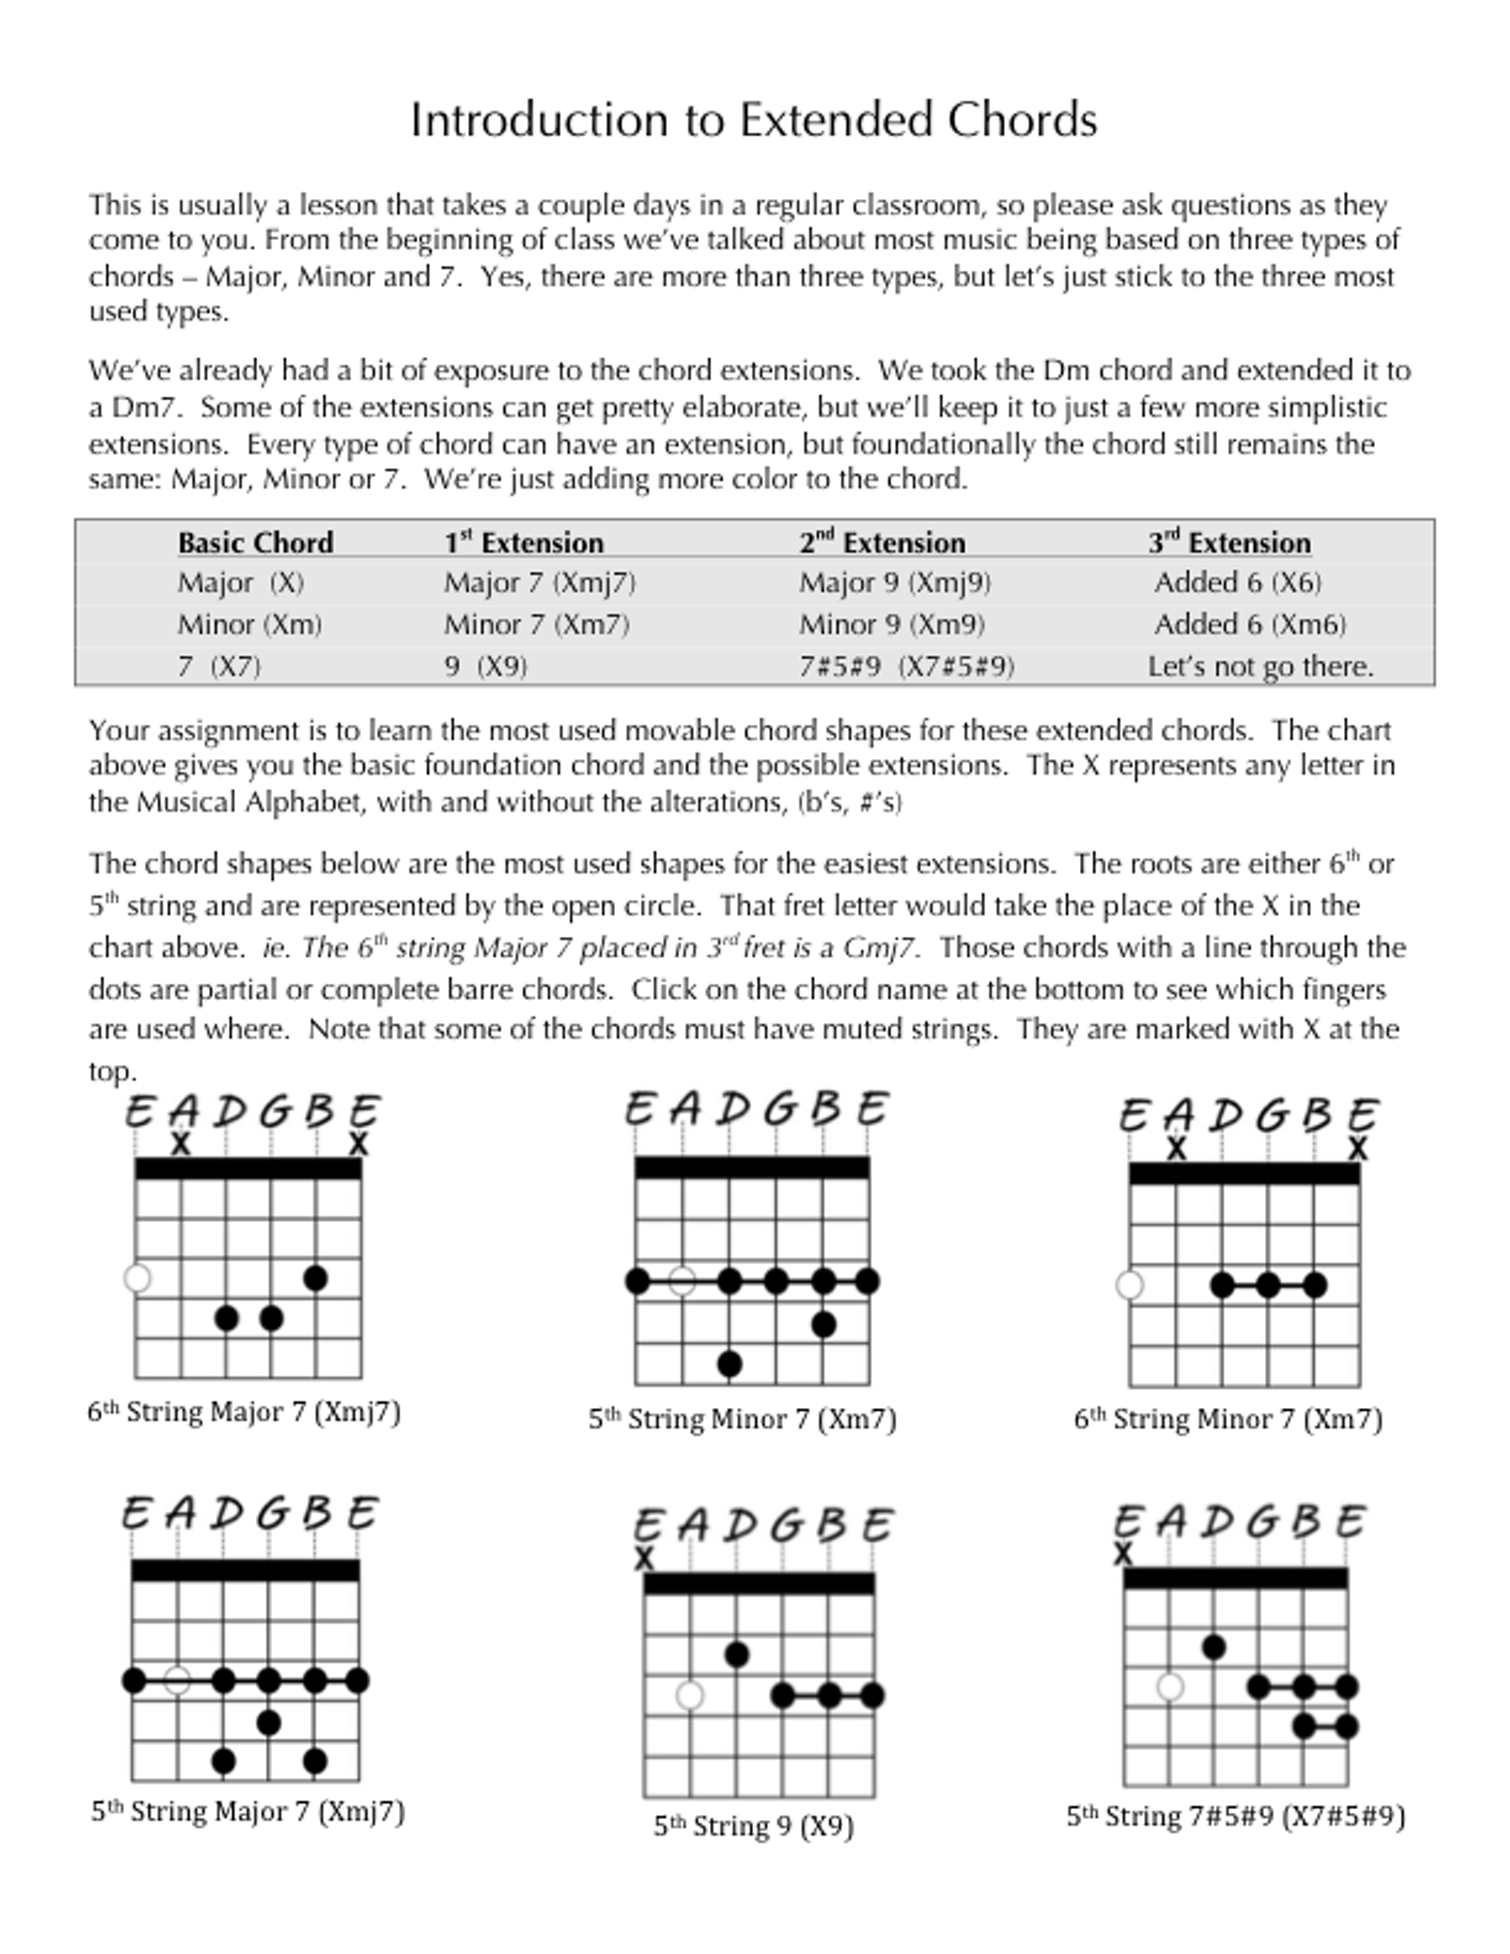 Introduction to Extended Chords
This is usually a lesson that takes a couple days in a regular classroom, so please ask questions as they
come to you. From the beginning of class we've talked about most music being based on three types of
chords – Major, Minor and 7.  Yes, there are more than three types, but let's just stick to the three most
used types.
We've already had a bit of exposure to the chord extensions.  We took the Dm chord and extended it to
a Dm7.  Some of the extensions can get pretty elaborate, but we'll keep it to just a few more simplistic
extensions.  Every type of chord can have an extension, but foundationally the chord still remains the
same: Major, Minor or 7.  We're just adding more color to the chord.
Basic Chord 1st Extension 2nd Extension 3rd Extension
Major  (X) Major 7 (Xmj7) Major 9 (Xmj9) Added 6 (X6)
Minor (Xm) Minor 7 (Xm7) Minor 9 (Xm9) Added 6 (Xm6)
7  (X7) 9  (X9) 7#5#9  (X7#5#9) Let's not go there.
Your assignment is to learn the most used movable chord shapes for these extended chords.  The chart
above gives you the basic foundation chord and the possible extensions.  The X represents any letter in
the Musical Alphabet, with and without the alterations, (b's, #'s)
The chord shapes below are the most used shapes for the easiest extensions.  The roots are either 6th or
5th string and are represented by the open circle.  That fret letter would take the place of the X in the
chart above.  ie. The 6th string Major 7 placed in 3rd fret is a Gmj7.  Those chords with a line through the
dots are partial or complete barre chords.  Click on the chord name at the bottom to see which fingers
are used where.  Note that some of the chords must have muted strings.  They are marked with X at the
top.
E A D G B E
X X
6th String Major 7 (Xmj7)
E A D G B E
5th String Minor 7 (Xm7)
E A D G B E
X X
6th String Minor 7 (Xm7)
E A D G B E
5th String Major 7 (Xmj7)
E A D G B E
X
5th String 9 (X9)
E A D G B E
X
5th String 7#5#9 (X7#5#9)